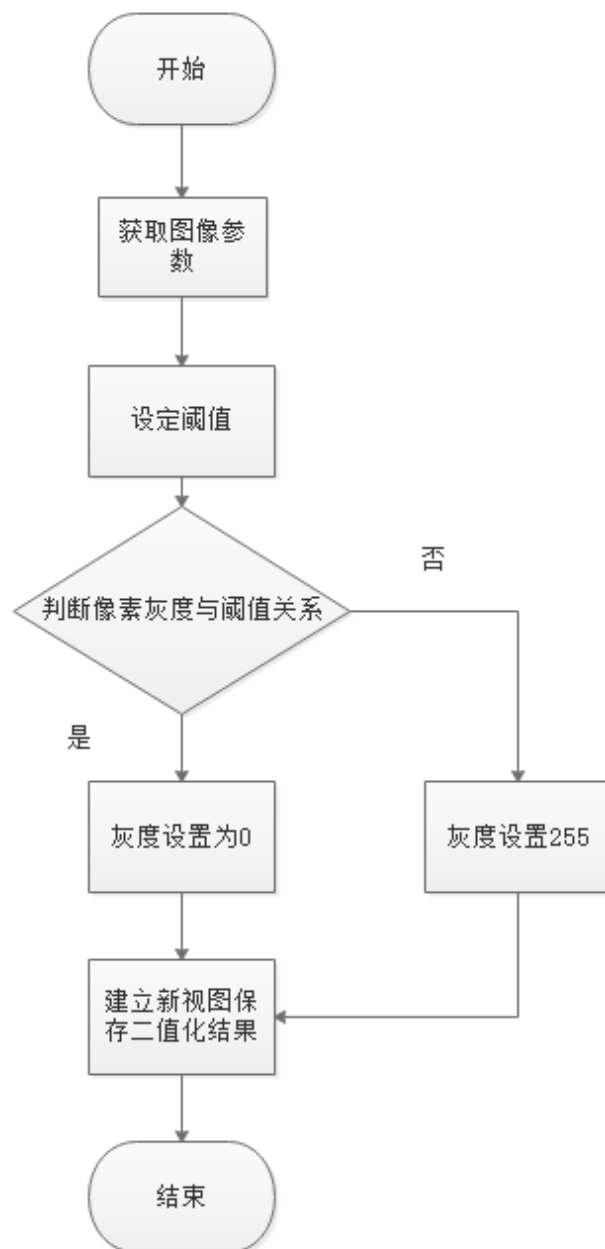 开始
获取图像参
数
设定阈值
否
判断像素灰度与阈值关系
是
灰度设置为0
灰度设置255
建立新视图保
存二值化结果
结束